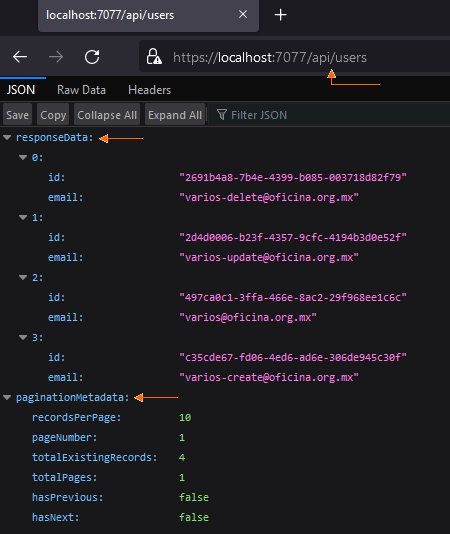 localhost:7077/api/users
https://localhost:7077/api/users
JSON Raw Data Headers
Save Copy Collapse All Expand All Filter JSON
responseData:
0:
id: "2691b4a8-7b4e-4399-b085-003718d82f79"
email: "varios-delete@oficina.org.mx"
1:
id: "2d4d0006-b23f-4357-9cfc-4194b3d0e52f"
email: "varios-update@oficina.org.mx"
2:
id: "497ca0c1-3ffa-466e-8ac2-29f968ee1c6c"
email: "varios@oficina.org.mx"
3:
id: "c35cde67-fd06-4ed6-ad6e-306de945c30f"
email: "varios-create@oficina.org.mx"
paginationMetadata:
recordsPerPage: 10
pageNumber: 1
totalExistingRecords: 4
totalPages: 1
hasPrevious: false
hasNext: false